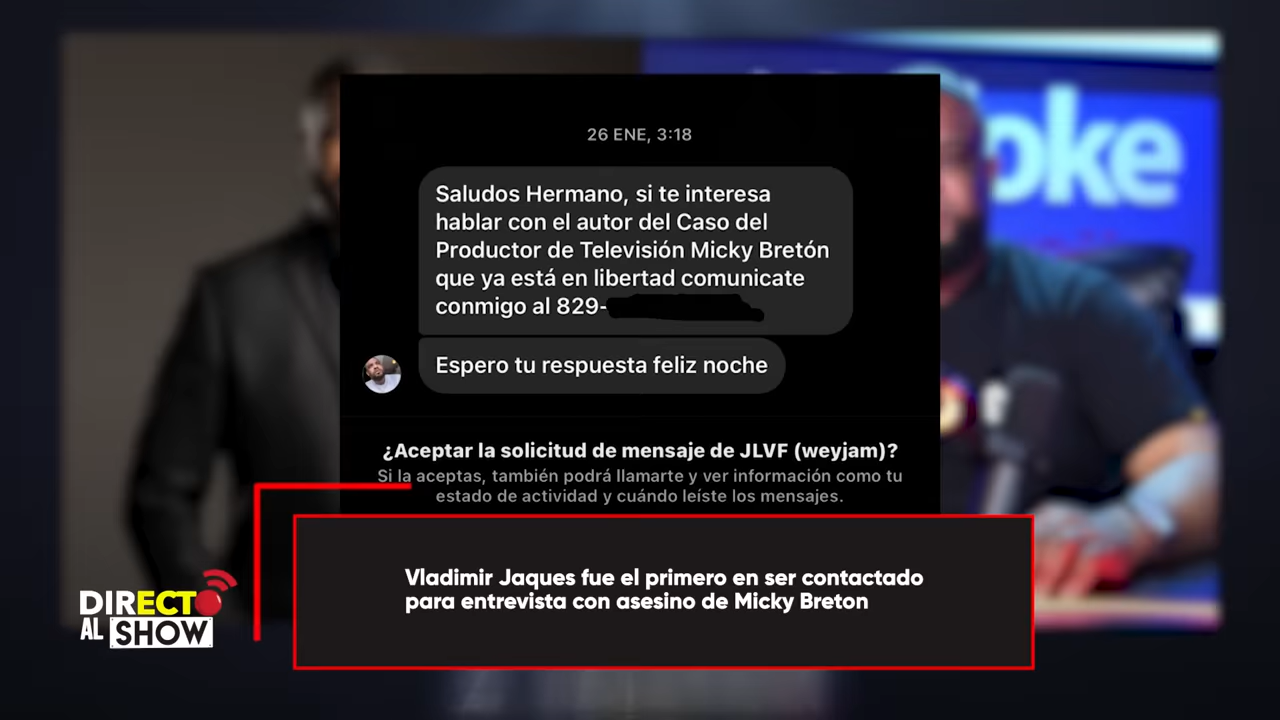 oke
26 ENE, 3:18
Saludos Hermano, si te interesa
hablar con el autor del Caso del
Productor de Televisión Micky Bretón
que ya está en libertad comunicate
conmigo al 829-
Espero tu respuesta feliz noche
¿Aceptar la solicitud de mensaje de JLVF (weyjam)?
Si la aceptas, también podrá llamarte y ver información como tu
estado de actividad y cuándo leíste los mensajes.
Vladimir Jaques fue el primero en ser contactado
para entrevista con asesino de Micky Breton
DIRECTO
AL SHOW